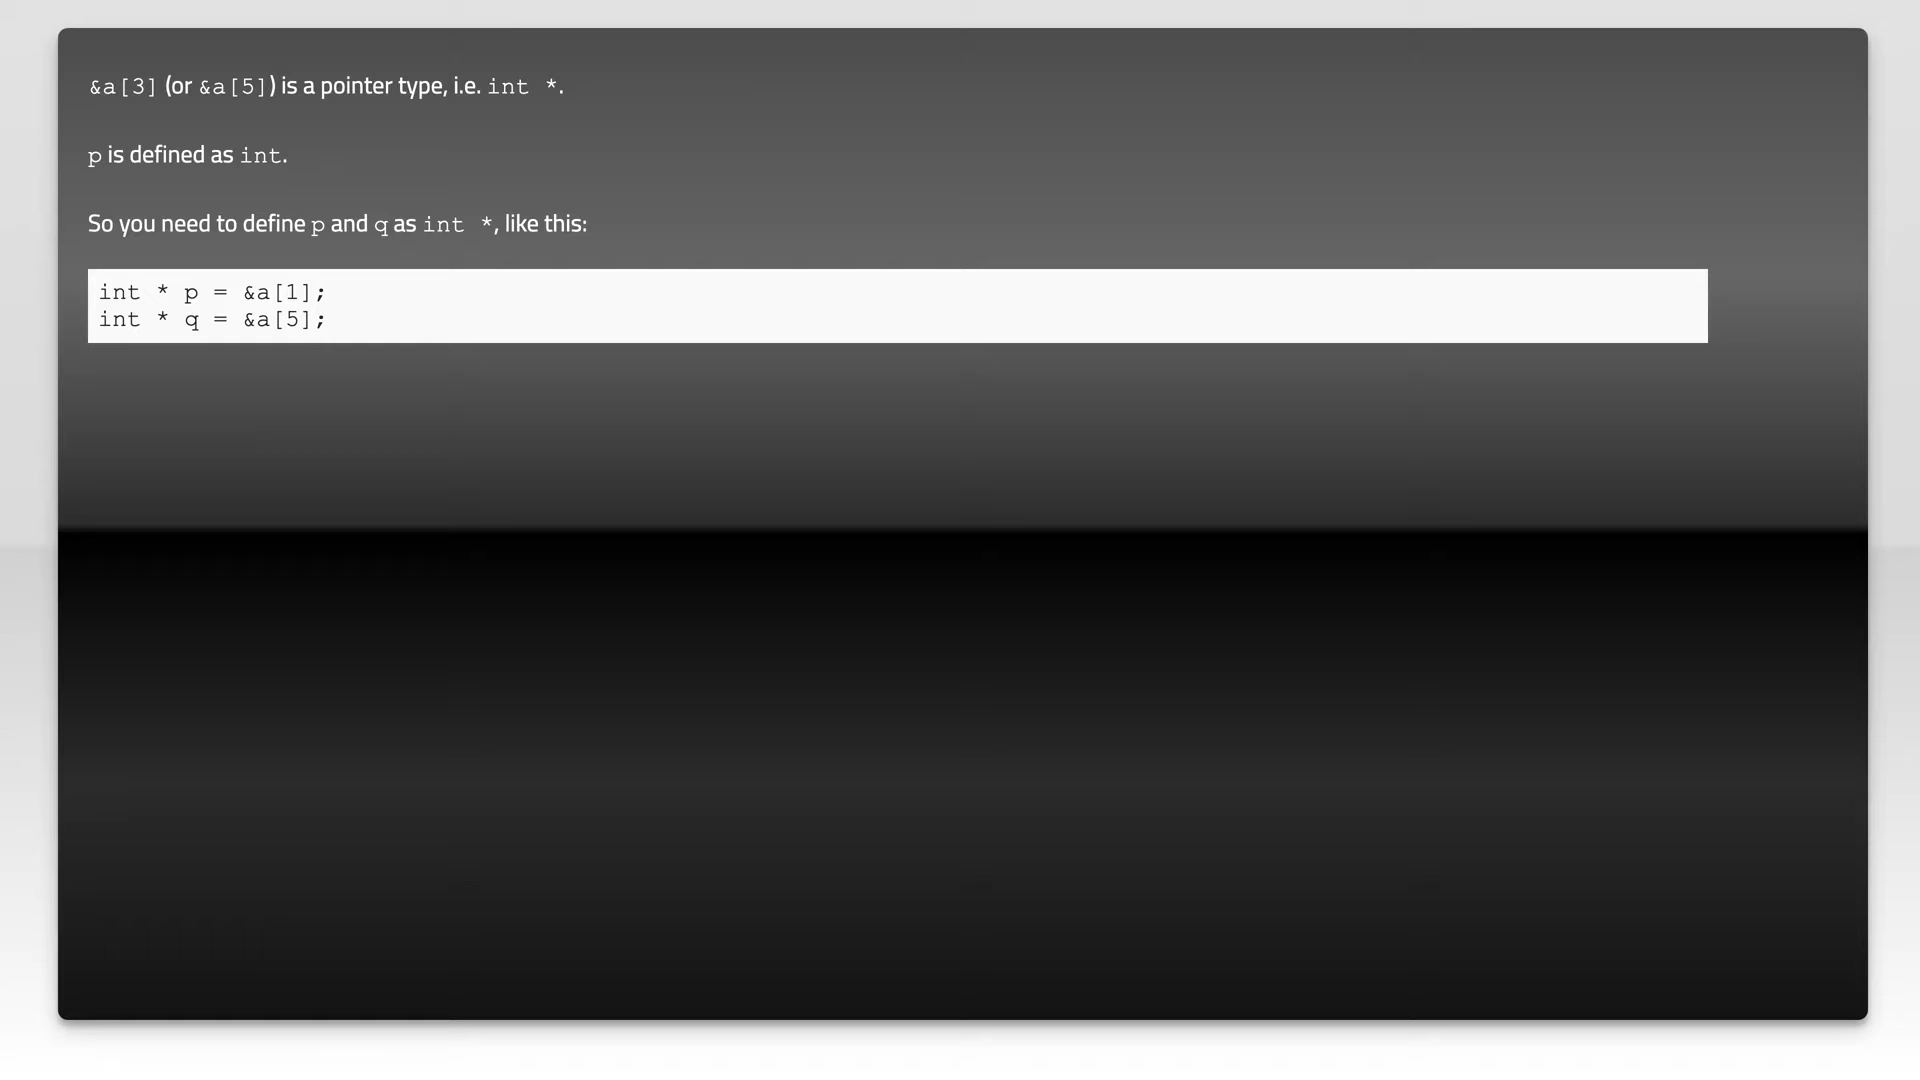 &a[3] (or &a[5]) is a pointer type, i.e. int *.
p is defined as int.
So you need to define p and q as int *, like this:
int * p = &a[1];
int * q = &a[5];